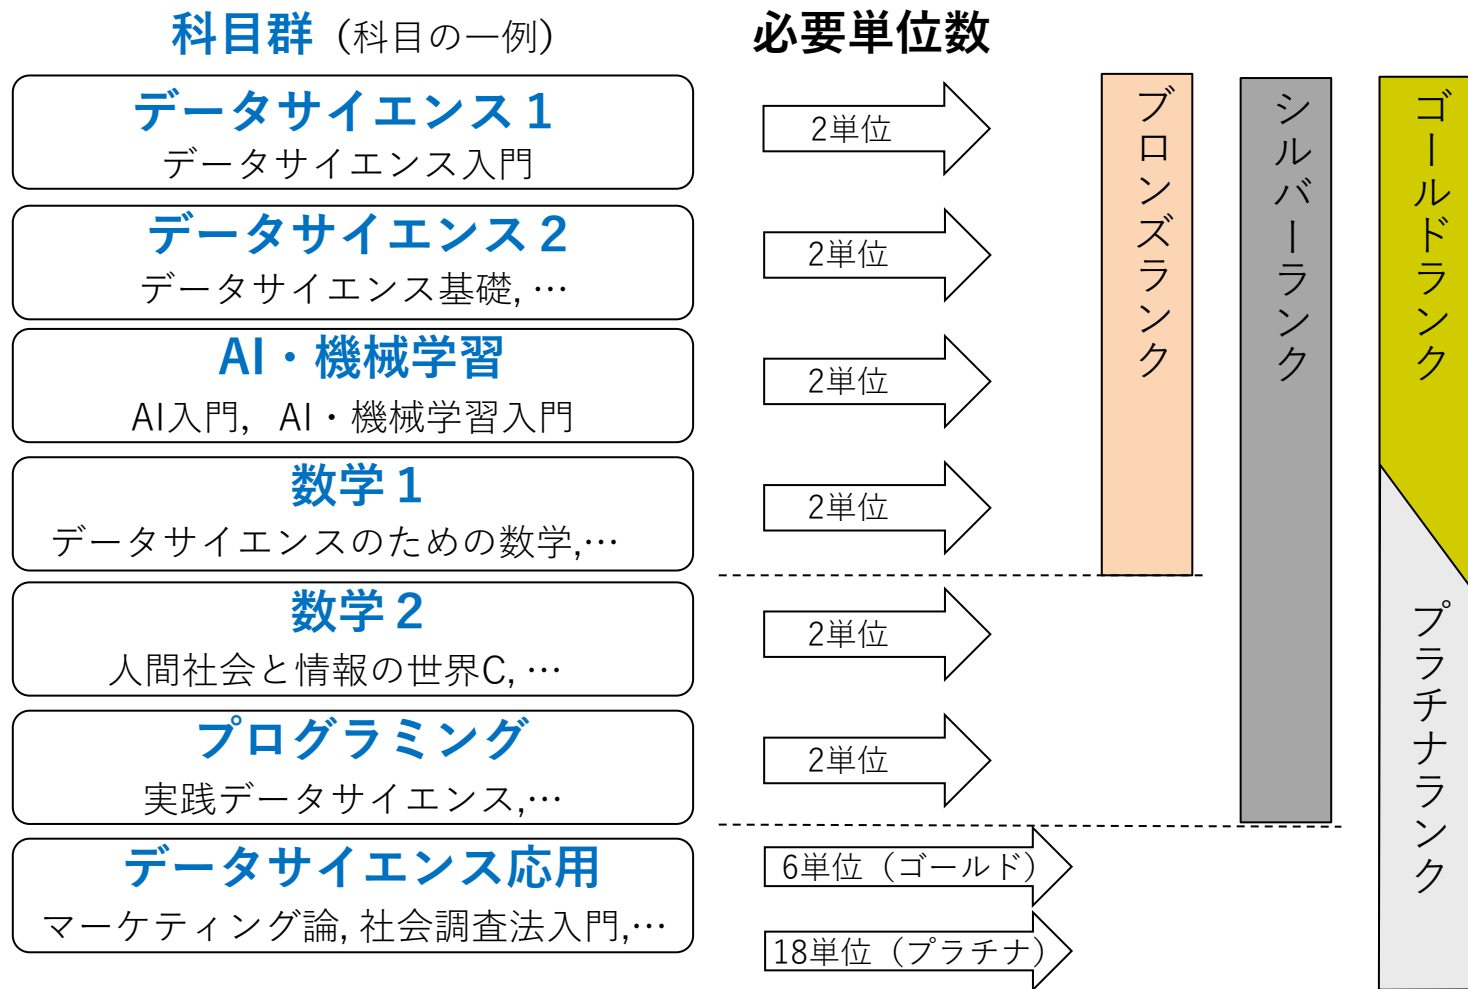 科目群（科目の一例）
必要単位数
データサイエンス１
データサイエンス入門
2単位
データサイエンス２
データサイエンス基礎, …
2単位
AI・機械学習
AI入門，AI・機械学習入門
2単位
数学１
データサイエンスのための数学,…
2単位
数学２
人間社会と情報の世界C, …
2単位
プログラミング
実践データサイエンス,…
2単位
データサイエンス応用
マーケティング論, 社会調査法入門,…
6単位（ゴールド）
18単位（プラチナ）
ブロンズランク
シルバーランク
ゴールドランク
プラチナランク